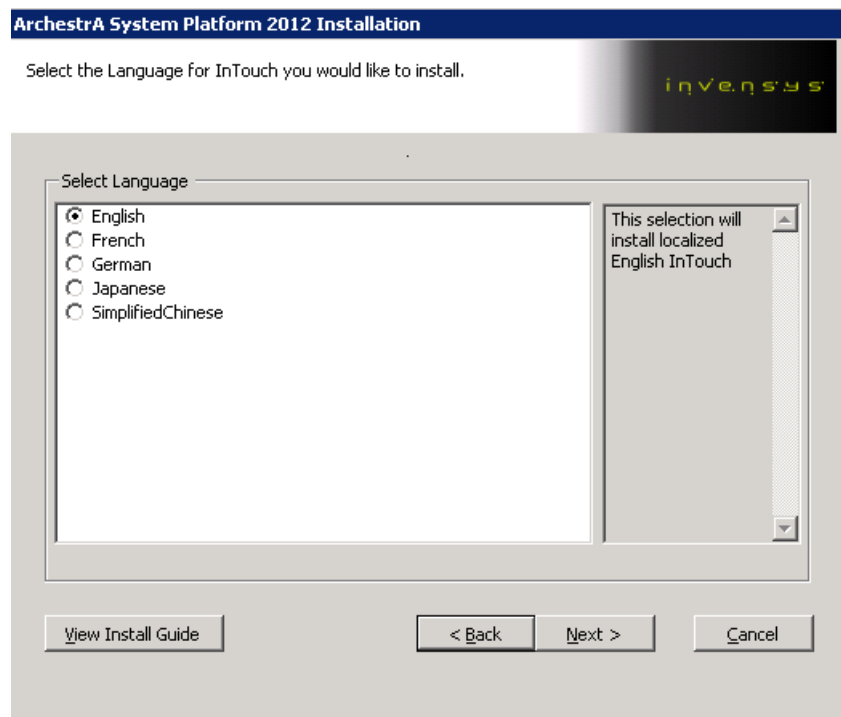 ArchestrA System Platform 2012 Installation
Select the Language for InTouch you would like to install.
invensys
Select Language
English
French
German
Japanese
SimplifiedChinese
This selection will
install localized
English InTouch
View Install Guide
< Back
Next >
Cancel